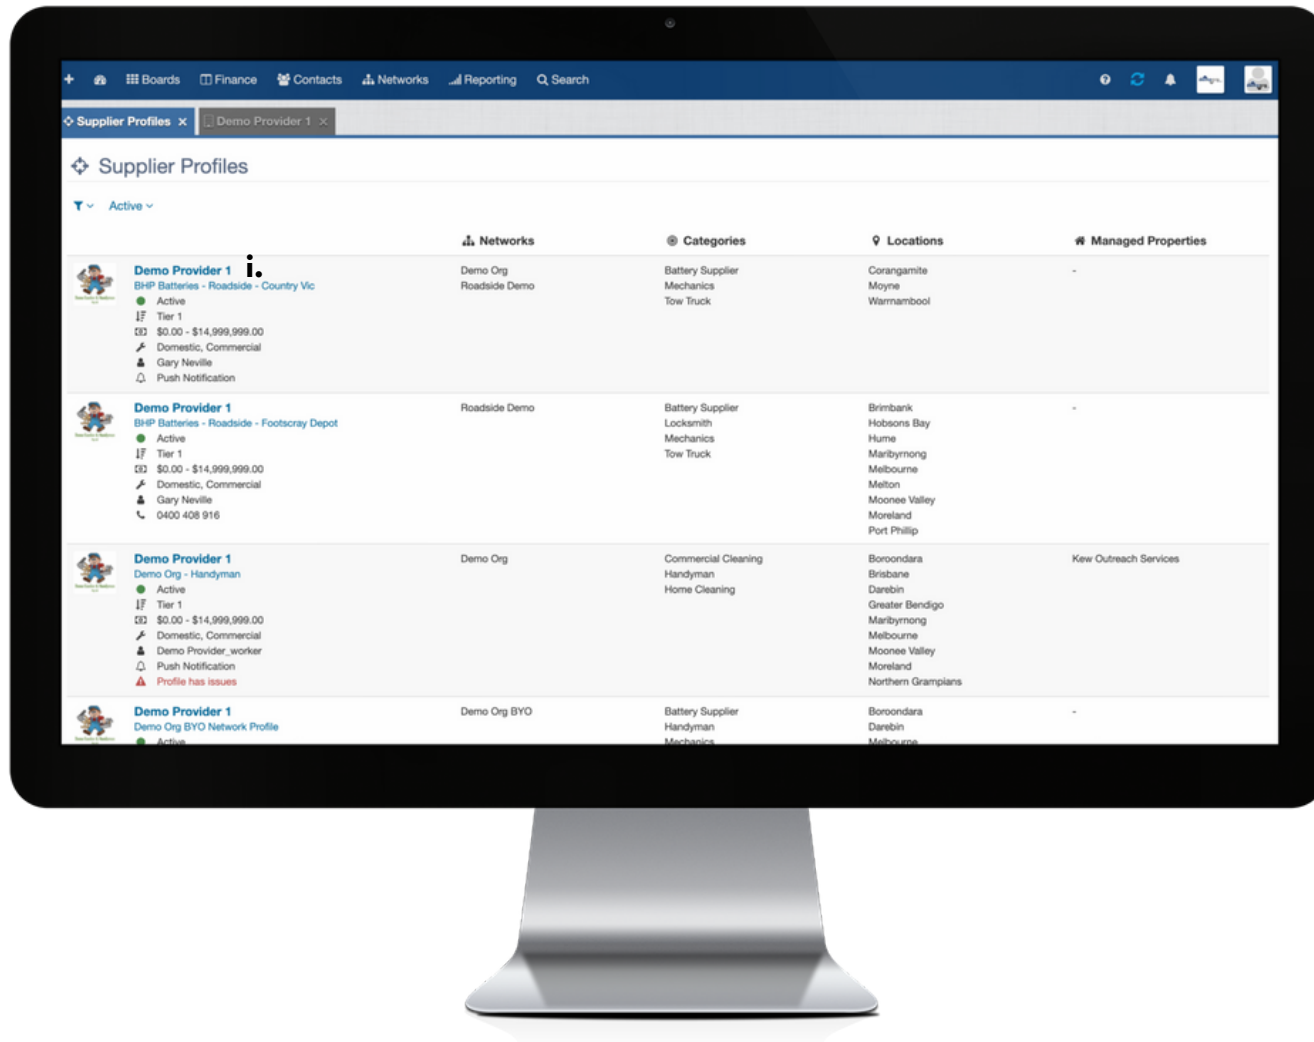 Boards Finance Contacts Networks Reporting Search
Supplier Profiles × Demo Provider 1 ×
Supplier Profiles
Active
Networks Categories Locations Managed Properties
Demo Provider 1 i. Demo Org Battery Supplier Corangamite -
BHP Batteries - Roadside - Country Vic Roadside Demo Mechanics Moyne
Active Tow Truck Warrnambool
Tier 1
$0.00 - $14,999,999.00
Domestic, Commercial
Gary Neville
Push Notification
Demo Provider 1 Roadside Demo Battery Supplier Brimbank -
BHP Batteries - Roadside - Footscray Depot Locksmith Hobsons Bay
Active Mechanics Hume
Tier 1 Tow Truck Maribyrnong
$0.00 - $14,999,999.00 Melbourne
Domestic, Commercial Melton
Gary Neville Moonee Valley
0400 408 916 Moreland
Port Phillip
Demo Provider 1 Demo Org Commercial Cleaning Boroondara Kew Outreach Services
Demo Org - Handyman Handyman Brisbane
Active Home Cleaning Darebin
Tier 1 Greater Bendigo
$0.00 - $14,999,999.00 Maribyrnong
Domestic, Commercial Melbourne
Demo Provider_worker Moonee Valley
Push Notification Moreland
Profile has issues Northern Grampians
Demo Provider 1 Demo Org BYO Battery Supplier Boroondara -
Demo Org BYO Network Profile Handyman Darebin
Active Mechanics Melbourne